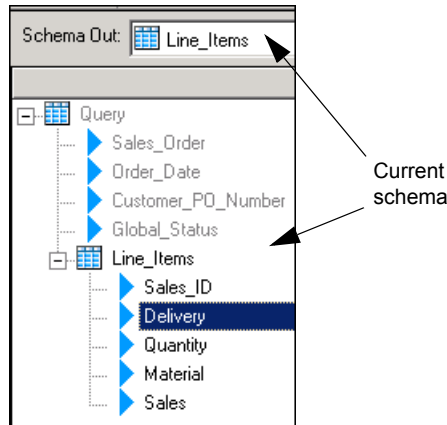 Schema Out: Line_Items
Query
Sales_Order
Order_Date
Customer_PO_Number
Global_Status
Line_Items
Sales_ID
Delivery
Quantity
Material
Sales
Current
schema